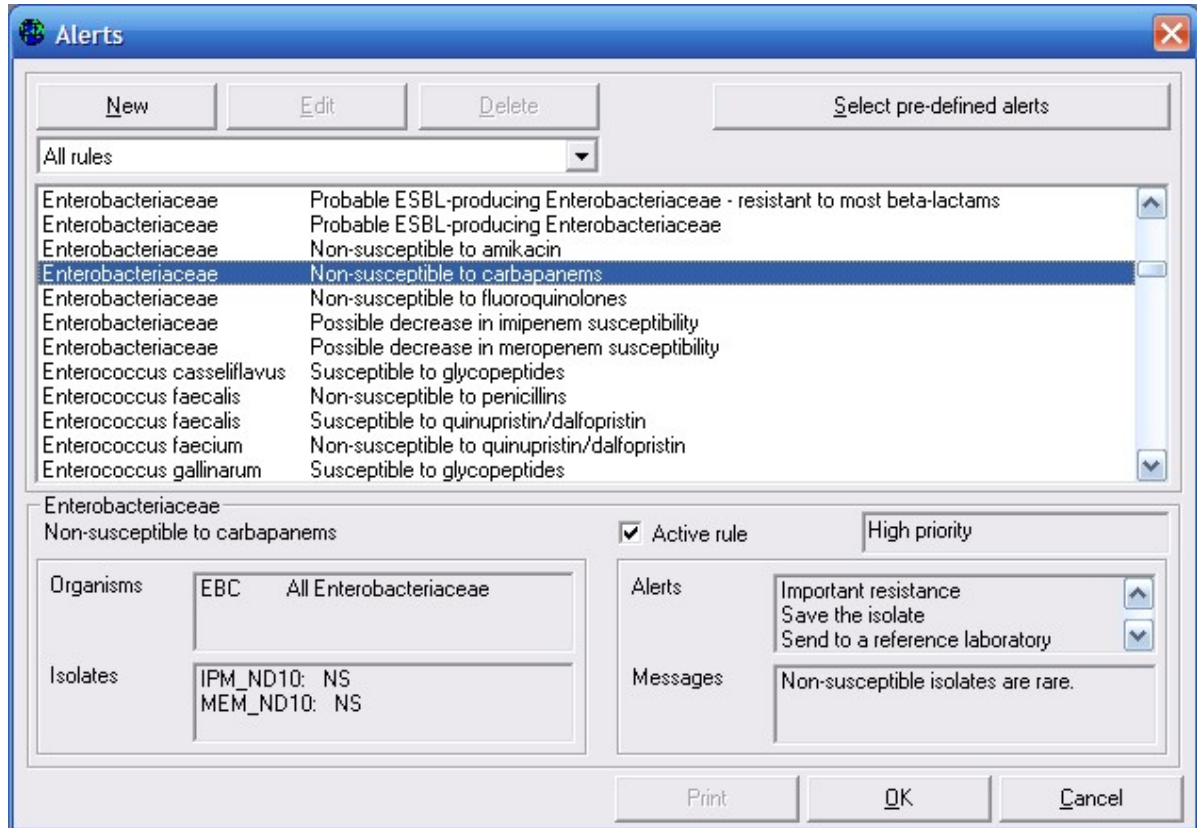 Alerts
New Edit Delete Select pre-defined alerts
All rules
Enterobacteriaceae Probable ESBL-producing Enterobacteriaceae - resistant to most beta-lactams
Enterobacteriaceae Probable ESBL-producing Enterobacteriaceae
Enterobacteriaceae Non-susceptible to amikacin
Enterobacteriaceae Non-susceptible to carbapanems
Enterobacteriaceae Non-susceptible to fluoroquinolones
Enterobacteriaceae Possible decrease in imipenem susceptibility
Enterobacteriaceae Possible decrease in meropenem susceptibility
Enterococcus casseliflavus Susceptible to glycopeptides
Enterococcus faecalis Non-susceptible to penicillins
Enterococcus faecalis Susceptible to quinupristin/dalfopristin
Enterococcus faecium Non-susceptible to quinupristin/dalfopristin
Enterococcus gallinarum Susceptible to glycopeptides
Enterobacteriaceae
Non-susceptible to carbapanems Active rule High priority
Organisms EBC All Enterobacteriaceae
Isolates IPM_ND10: NS
MEM_ND10: NS
Alerts Important resistance
Save the isolate
Send to a reference laboratory
Messages Non-susceptible isolates are rare.
Print OK Cancel